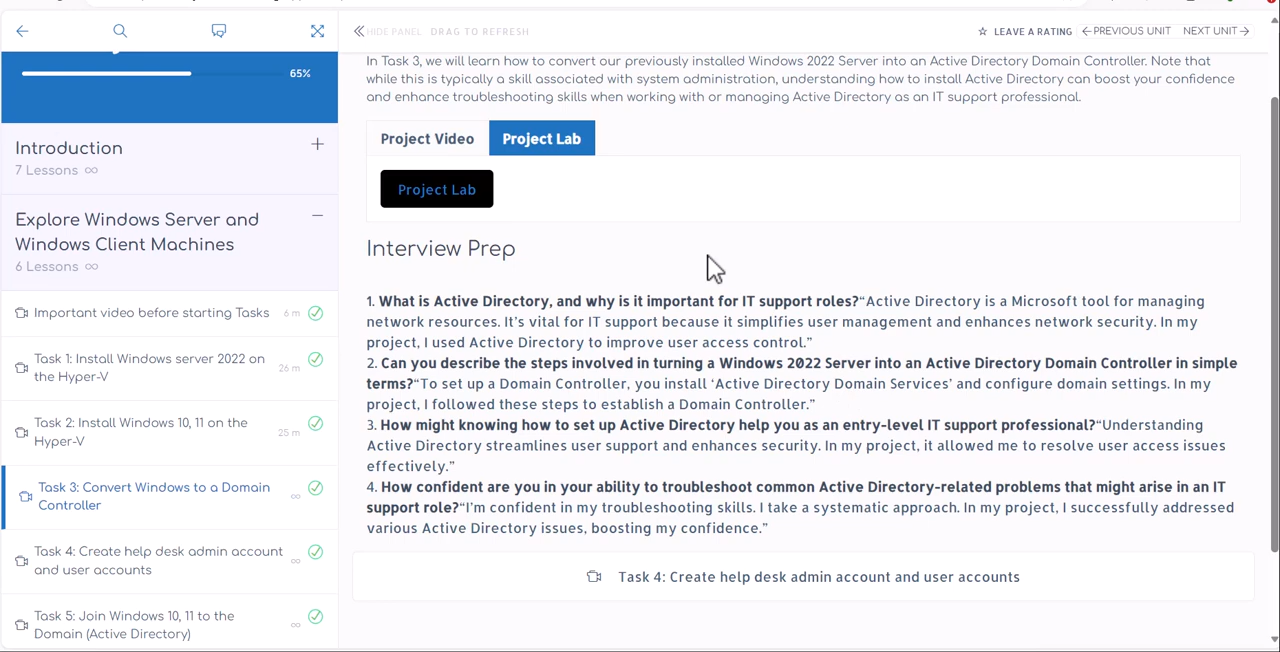 HIDE PANEL DRAG TO REFRESH
LEAVE A RATING
PREVIOUS UNIT
NEXT UNIT
65%
Introduction
7 Lessons
Explore Windows Server and
Windows Client Machines
6 Lessons
Important video before starting Tasks 6 m
Task 1: Install Windows server 2022 on
the Hyper-V
26 m
Task 2: Install Windows 10, 11 on the
Hyper-V
25 m
Task 3: Convert Windows to a Domain
Controller
Task 4: Create help desk admin account
and user accounts
Task 5: Join Windows 10, 11 to the
Domain (Active Directory)
In Task 3, we will learn how to convert our previously installed Windows 2022 Server into an Active Directory Domain Controller. Note that
while this is typically a skill associated with system administration, understanding how to install Active Directory can boost your confidence
and enhance troubleshooting skills when working with or managing Active Directory as an IT support professional.
Project Video
Project Lab
Project Lab
Interview Prep
1. What is Active Directory, and why is it important for IT support roles?“Active Directory is a Microsoft tool for managing
network resources. It’s vital for IT support because it simplifies user management and enhances network security. In my
project, I used Active Directory to improve user access control.”
2. Can you describe the steps involved in turning a Windows 2022 Server into an Active Directory Domain Controller in simple
terms?“To set up a Domain Controller, you install ‘Active Directory Domain Services’ and configure domain settings. In my
project, I followed these steps to establish a Domain Controller.”
3. How might knowing how to set up Active Directory help you as an entry-level IT support professional?“Understanding
Active Directory streamlines user support and enhances security. In my project, it allowed me to resolve user access issues
effectively.”
4. How confident are you in your ability to troubleshoot common Active Directory-related problems that might arise in an IT
support role?“I’m confident in my troubleshooting skills. I take a systematic approach. In my project, I successfully addressed
various Active Directory issues, boosting my confidence.”
Task 4: Create help desk admin account and user accounts